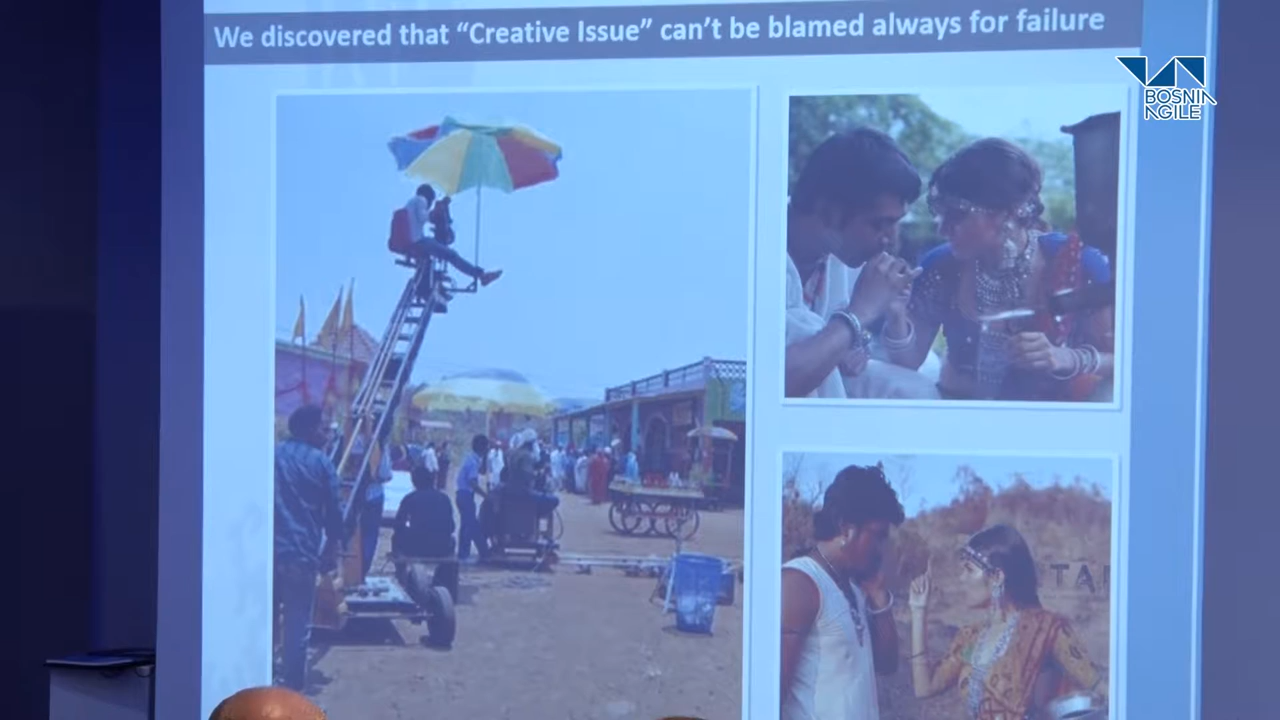 We discovered that “Creative Issue” can’t be blamed always for failure
BOSNIA
AGILE